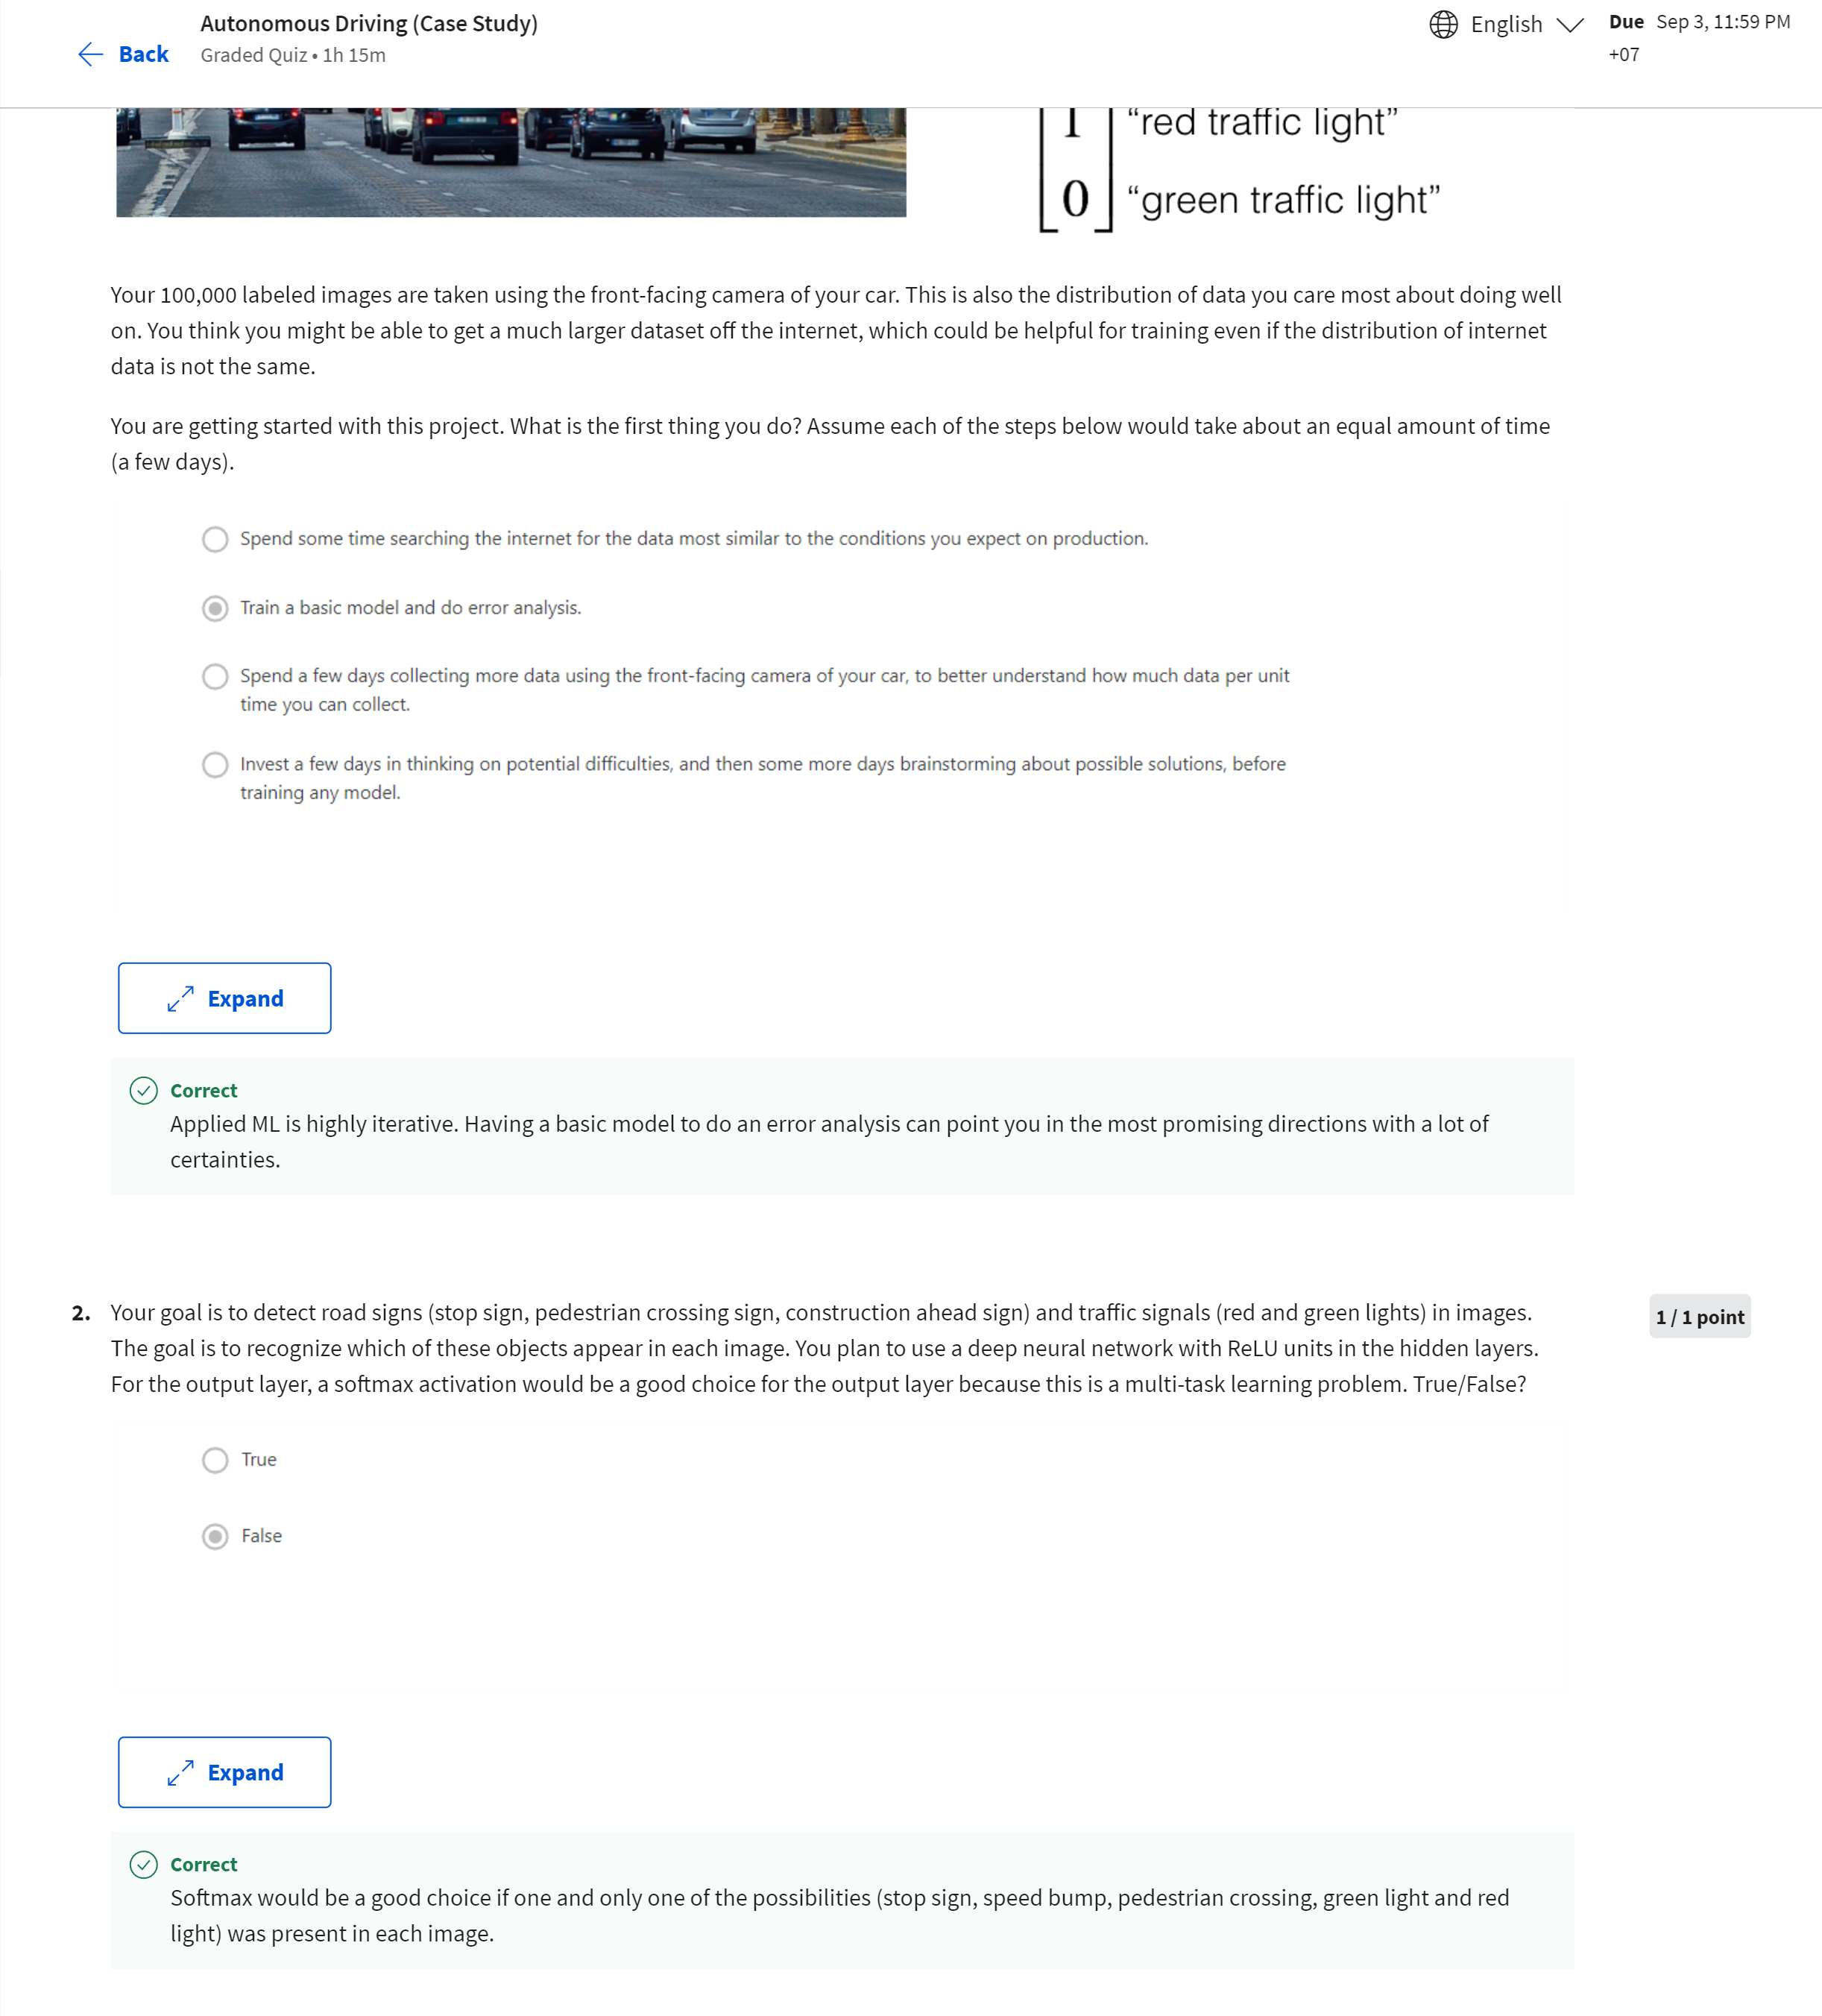 Autonomous Driving (Case Study)
Back
Graded Quiz • 1h 15m
English
Due Sep 3, 11:59 PM
+07
1 “red traffic light”
0 “green traffic light”
Your 100,000 labeled images are taken using the front-facing camera of your car. This is also the distribution of data you care most about doing well
on. You think you might be able to get a much larger dataset off the internet, which could be helpful for training even if the distribution of internet
data is not the same.
You are getting started with this project. What is the first thing you do? Assume each of the steps below would take about an equal amount of time
(a few days).
Spend some time searching the internet for the data most similar to the conditions you expect on production.
Train a basic model and do error analysis.
Spend a few days collecting more data using the front-facing camera of your car, to better understand how much data per unit
time you can collect.
Invest a few days in thinking on potential difficulties, and then some more days brainstorming about possible solutions, before
training any model.
Expand
Correct
Applied ML is highly iterative. Having a basic model to do an error analysis can point you in the most promising directions with a lot of
certainties.
2. Your goal is to detect road signs (stop sign, pedestrian crossing sign, construction ahead sign) and traffic signals (red and green lights) in images.
1 / 1 point
The goal is to recognize which of these objects appear in each image. You plan to use a deep neural network with ReLU units in the hidden layers.
For the output layer, a softmax activation would be a good choice for the output layer because this is a multi-task learning problem. True/False?
True
False
Expand
Correct
Softmax would be a good choice if one and only one of the possibilities (stop sign, speed bump, pedestrian crossing, green light and red
light) was present in each image.